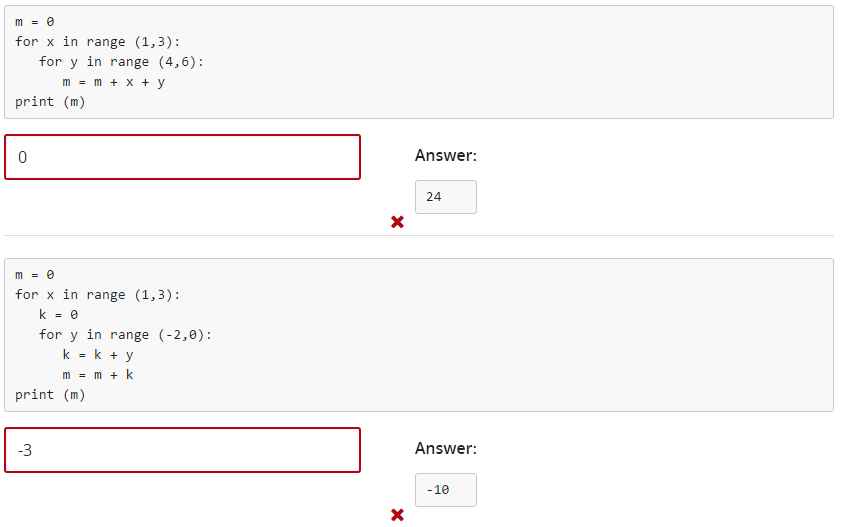 m = 0
for x in range (1,3):
   for y in range (4,6):
      m = m + x + y
print (m)
0
Answer:
24
m = 0
for x in range (1,3):
   k = 0
   for y in range (-2,0):
      k = k + y
      m = m + k
print (m)
-3
Answer:
-10